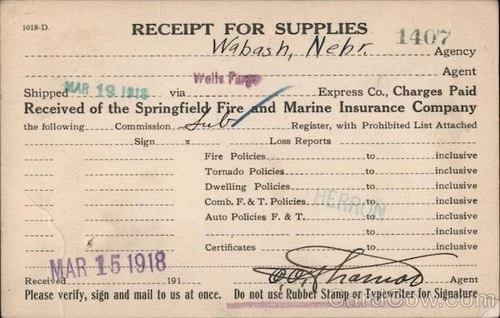 1018-D.
RECEIPT FOR SUPPLIES
Wabash, Nebr. Agency 1407
Agent
Shipped MAR 19 1918 via Wells Fargo Express Co., Charges Paid
Received of the Springfield Fire and Marine Insurance Company
the following Commission Sub Register, with Prohibited List Attached
Sign x Loss Reports
Fire Policies to inclusive
Tornado Policies to inclusive
Dwelling Policies to inclusive
Comb. F. & T. Policies to inclusive
HERRON
Auto Policies F. & T. to inclusive
to inclusive
Certificates to inclusive
MAR 15 1918
Received 191 Agent
Please verify, sign and mail to us at once. Do not use Rubber Stamp or Typewriter for Signature
CardCow.com